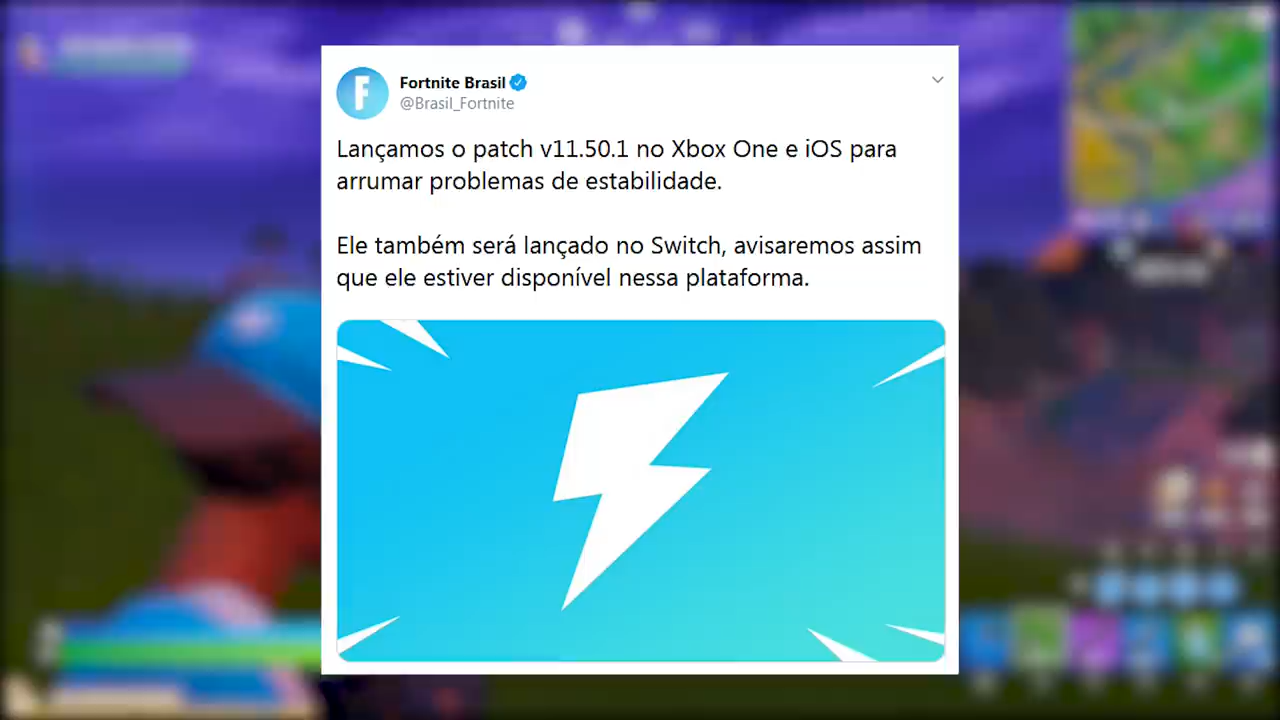 Fortnite Brasil
@Brasil_Fortnite
Lançamos o patch v11.50.1 no Xbox One e iOS para
arrumar problemas de estabilidade.
Ele também será lançado no Switch, avisaremos assim
que ele estiver disponível nessa plataforma.